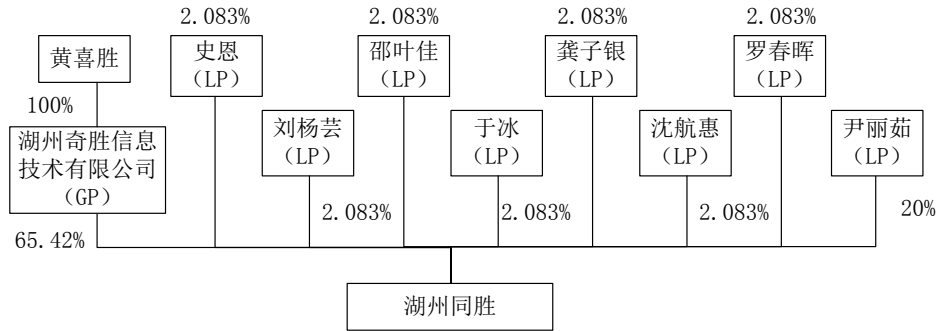 2.083%
2.083%
2.083%
2.083%
黄喜胜
史恩
（LP）
邵叶佳
（LP）
龚子银
（LP）
罗春晖
（LP）
100%
刘杨芸
（LP）
于冰
（LP）
沈航惠
（LP）
尹丽茹
（LP）
湖州奇胜信息
技术有限公司
（GP）
2.083%
2.083%
2.083%
20%
65.42%
湖州同胜